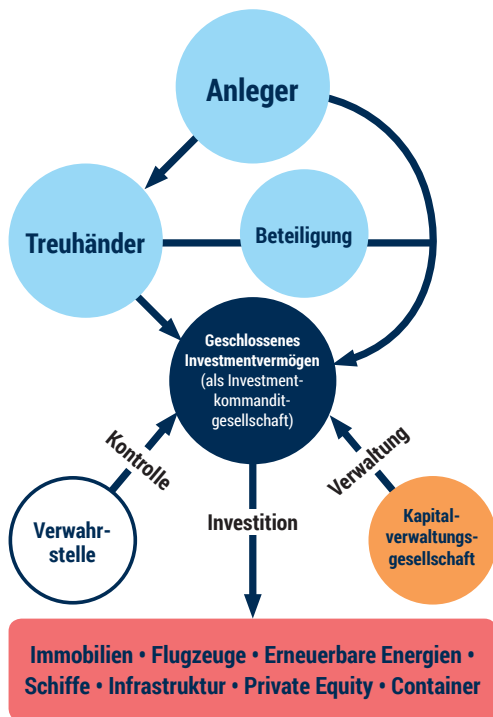 Anleger
Treuhänder
Beteiligung
Geschlossenes
Investmentvermögen
(als Investment-
kommandit-
gesellschaft)
Kontrolle
Verwaltung
Verwahr-
stelle
Investition
Kapital-
verwaltungs-
gesellschaft
Immobilien • Flugzeuge • Erneuerbare Energien •
Schiffe • Infrastruktur • Private Equity • Container